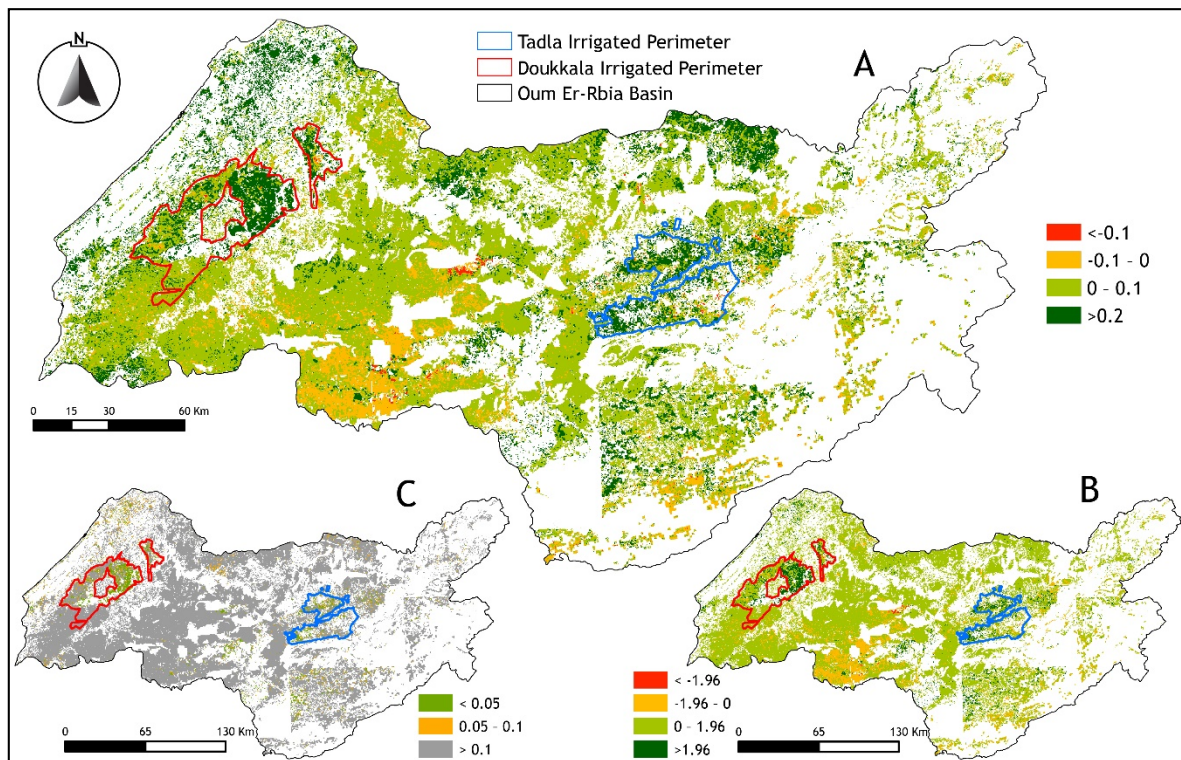 N
Tadla Irrigated Perimeter
Doukkala Irrigated Perimeter
Oum Er-Rbia Basin
A
<-0.1
-0.1 - 0
0 - 0.1
>0.2
0 15 30 60 Km
C
B
< 0.05
0.05 - 0.1
> 0.1
0 65 130 Km
< -1.96
-1.96 - 0
0 - 1.96
>1.96
0 65 130 Km